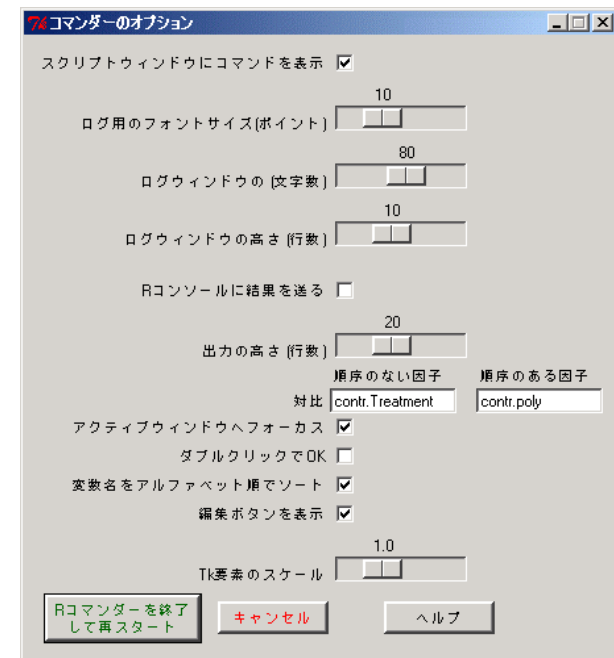 コマンダーのオプション
スクリプトウィンドウにコマンドを表示
10
ログ用のフォントサイズ(ポイント)
80
ログウィンドウの (文字数)
10
ログウィンドウの高さ (行数)
Rコンソールに結果を送る
20
出力の高さ (行数)
順序のない因子 順序のある因子
対比 contr.Treatment contr.poly
アクティブウィンドウへフォーカス
ダブルクリックでOK
変数名をアルファベット順でソート
編集ボタンを表示
1.0
Tk要素のスケール
Rコマンダーを終了
して再スタート
キャンセル ヘルプ